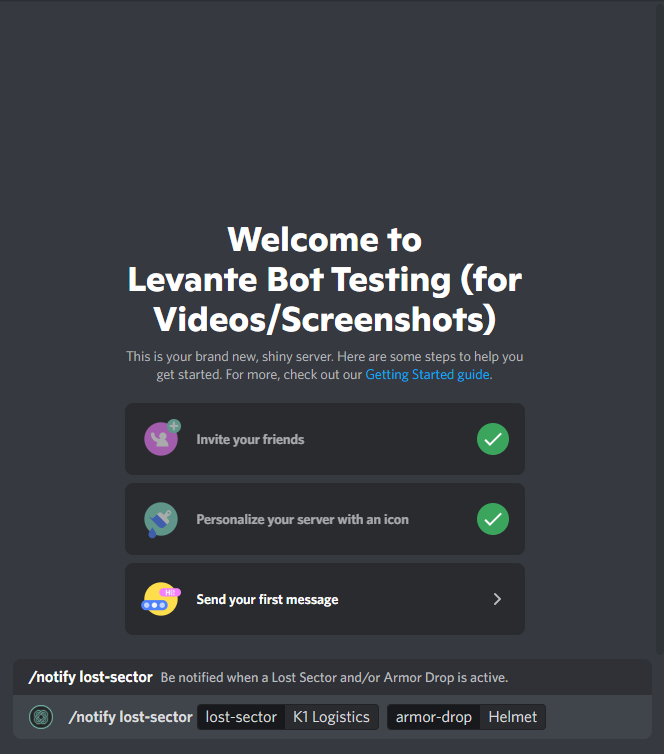 Welcome to
Levante Bot Testing (for
Videos/Screenshots)
This is your brand new, shiny server. Here are some steps to help you
get started. For more, check out our Getting Started guide.
Invite your friends
Personalize your server with an icon
Hi!
Send your first message
/notify lost-sector Be notified when a Lost Sector and/or Armor Drop is active.
/notify lost-sector lost-sector K1 Logistics armor-drop Helmet